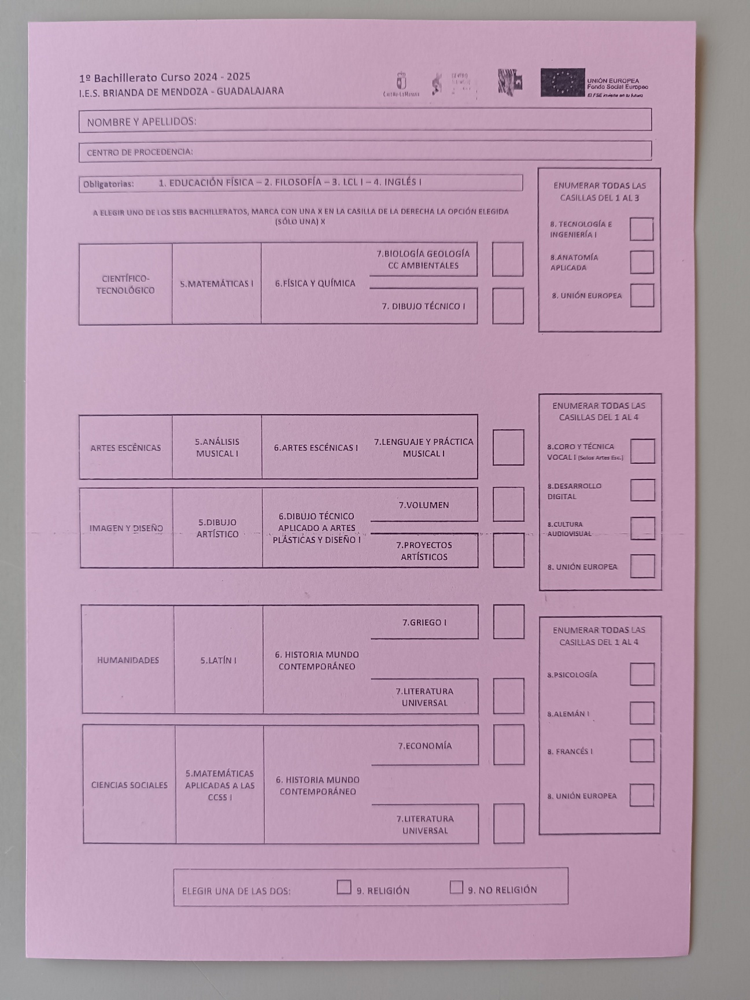 1º Bachillerato Curso 2024 - 2025
I.E.S. BRIANDA DE MENDOZA - GUADALAJARA
UNIÓN EUROPEA
Fondo Social Europeo
El FSE invierte en tu futuro
NOMBRE Y APELLIDOS:
CENTRO DE PROCEDENCIA:
Obligatorias: 1. EDUCACIÓN FÍSICA – 2. FILOSOFÍA – 3. LCL I – 4. INGLÉS I
A ELEGIR UNO DE LOS SEIS BACHILLERATOS, MARCA CON UNA X EN LA CASILLA DE LA DERECHA LA OPCIÓN ELEGIDA
(SÓLO UNA) X
CIENTÍFICO-
TECNOLÓGICO
5.MATEMÁTICAS I
6.FÍSICA Y QUÍMICA
7.BIOLOGÍA GEOLOGÍA
CC AMBIENTALES
7. DIBUJO TÉCNICO I
ENUMERAR TODAS LAS
CASILLAS DEL 1 AL 3
8. TECNOLOGÍA E
INGENIERÍA I
8.ANATOMÍA
APLICADA
8. UNIÓN EUROPEA
ARTES ESCÉNICAS
5.ANÁLISIS
MUSICAL I
6.ARTES ESCÉNICAS I
7.LENGUAJE Y PRÁCTICA
MUSICAL I
IMAGEN Y DISEÑO
5.DIBUJO
ARTÍSTICO
6.DIBUJO TÉCNICO
APLICADO A ARTES
PLÁSTICAS Y DISEÑO I
7.VOLUMEN
7.PROYECTOS
ARTÍSTICOS
ENUMERAR TODAS LAS
CASILLAS DEL 1 AL 4
8.CORO Y TÉCNICA
VOCAL I (Solos Artes Esc.)
8.DESARROLLO
DIGITAL
8.CULTURA
AUDIOVISUAL
8. UNIÓN EUROPEA
HUMANIDADES
5.LATÍN I
6. HISTORIA MUNDO
CONTEMPORÁNEO
7.GRIEGO I
7.LITERATURA
UNIVERSAL
CIENCIAS SOCIALES
5.MATEMÁTICAS
APLICADAS A LAS
CCSS I
6. HISTORIA MUNDO
CONTEMPORÁNEO
7.ECONOMÍA
7.LITERATURA
UNIVERSAL
ENUMERAR TODAS LAS
CASILLAS DEL 1 AL 4
8.PSICOLOGÍA
8.ALEMÁN I
8. FRANCÉS I
8. UNIÓN EUROPEA
ELEGIR UNA DE LAS DOS: 9. RELIGIÓN 9. NO RELIGIÓN